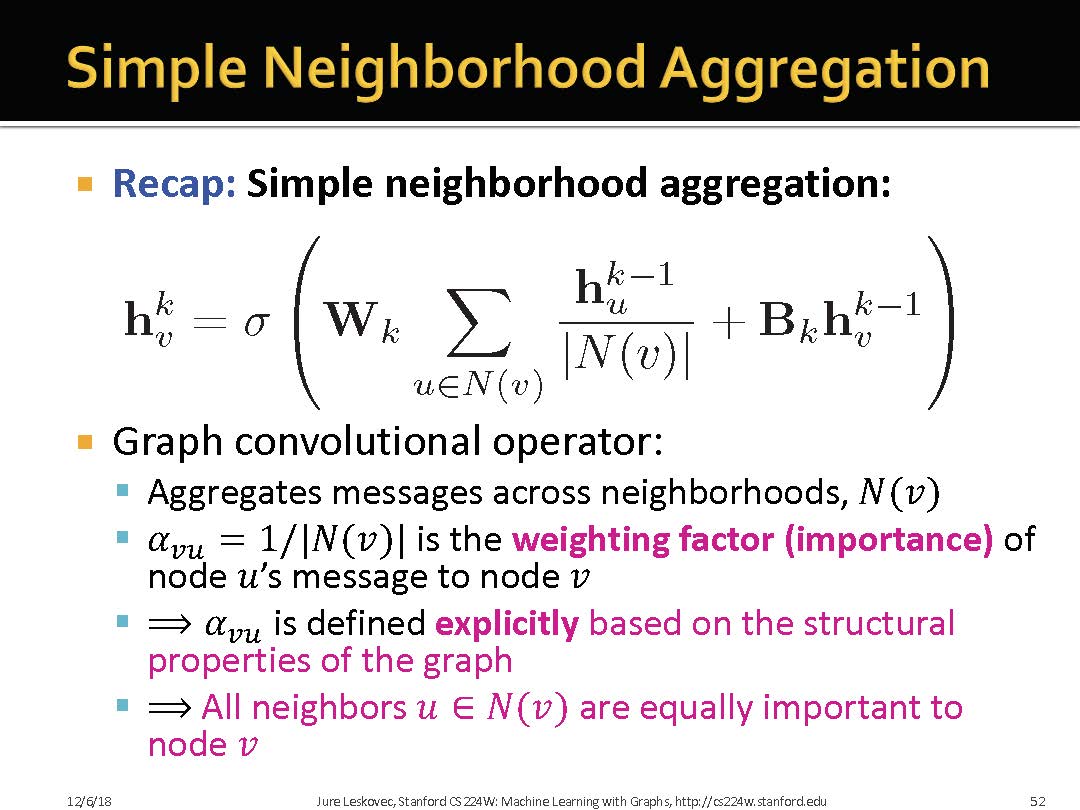 Simple Neighborhood Aggregation
Recap: Simple neighborhood aggregation:
$\mathbf{h}_v^k = \sigma \left( \mathbf{W}_k \sum_{u \in N(v)} \frac{\mathbf{h}_u^{k-1}}{|N(v)|} + \mathbf{B}_k \mathbf{h}_v^{k-1} \right)$
Graph convolutional operator:
Aggregates messages across neighborhoods, $N(v)$
$\alpha_{vu} = 1/|N(v)|$ is the weighting factor (importance) of
node $u$'s message to node $v$
$\Longrightarrow \alpha_{vu}$ is defined explicitly based on the structural
properties of the graph
$\Longrightarrow$ All neighbors $u \in N(v)$ are equally important to
node $v$
12/6/18 Jure Leskovec, Stanford CS224W: Machine Learning with Graphs, http://cs224w.stanford.edu 52